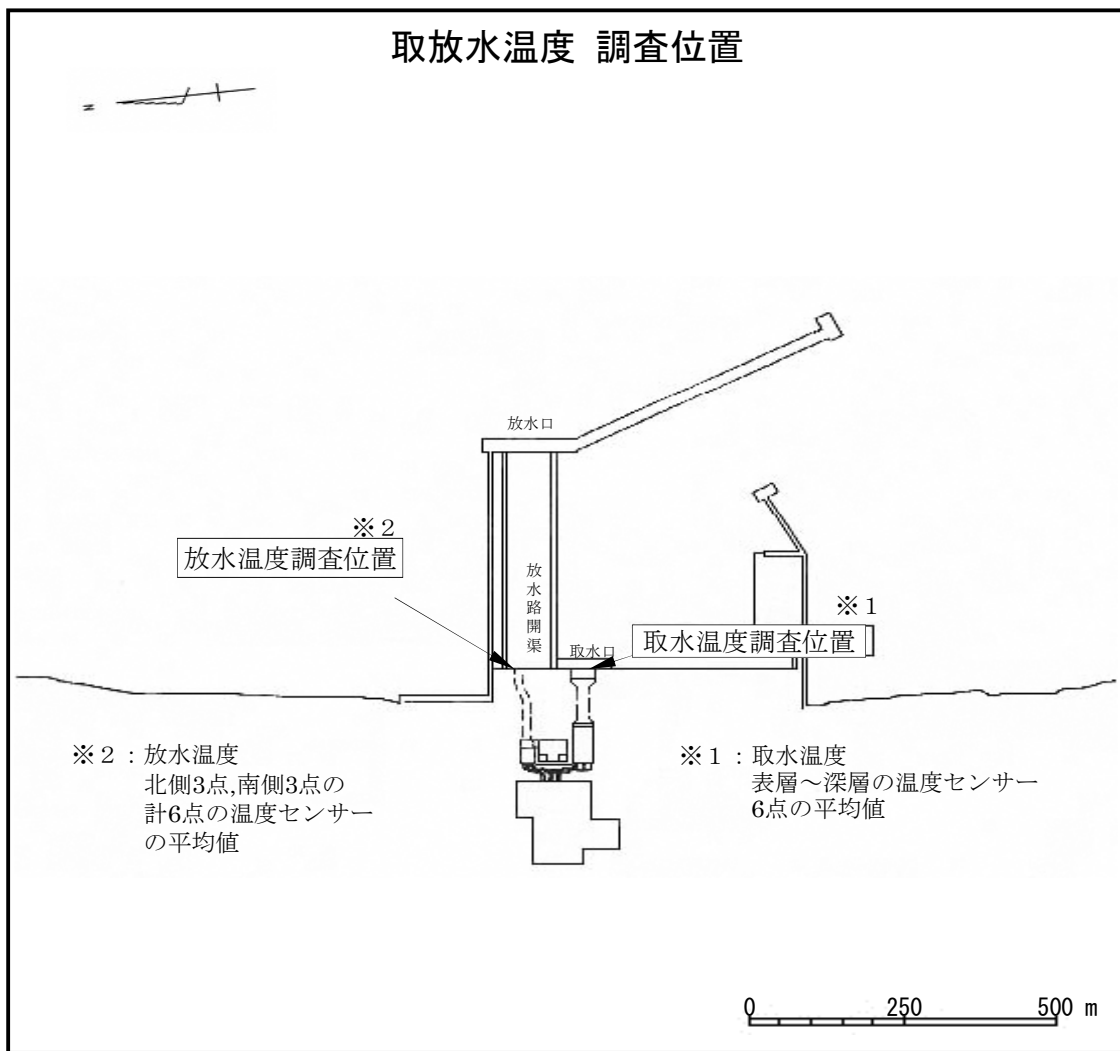 取放水温度 調査位置
N
放水口
※2
放水温度調査位置
放水路開渠
※1
取水温度調査位置
取水口
※2：放水温度
北側3点,南側3点の
計6点の温度センサー
の平均値
※1：取水温度
表層～深層の温度センサー
6点の平均値
0 250 500 m